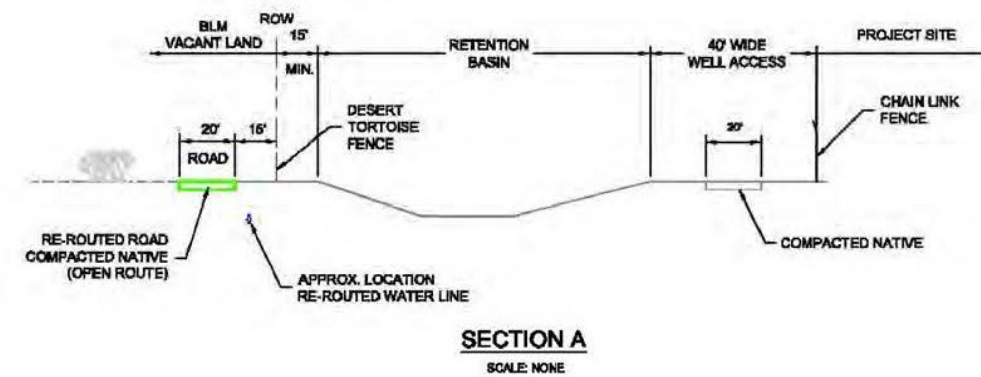 BLM
VACANT LAND
ROW
15'
MIN.
RETENTION
BASIN
40' WIDE
WELL ACCESS
PROJECT SITE
20'
ROAD
15'
DESERT
TORTOISE
FENCE
20'
CHAIN LINK
FENCE
RE-ROUTED ROAD
COMPACTED NATIVE
(OPEN ROUTE)
APPROX. LOCATION
RE-ROUTED WATER LINE
COMPACTED NATIVE
SECTION A
SCALE: NONE